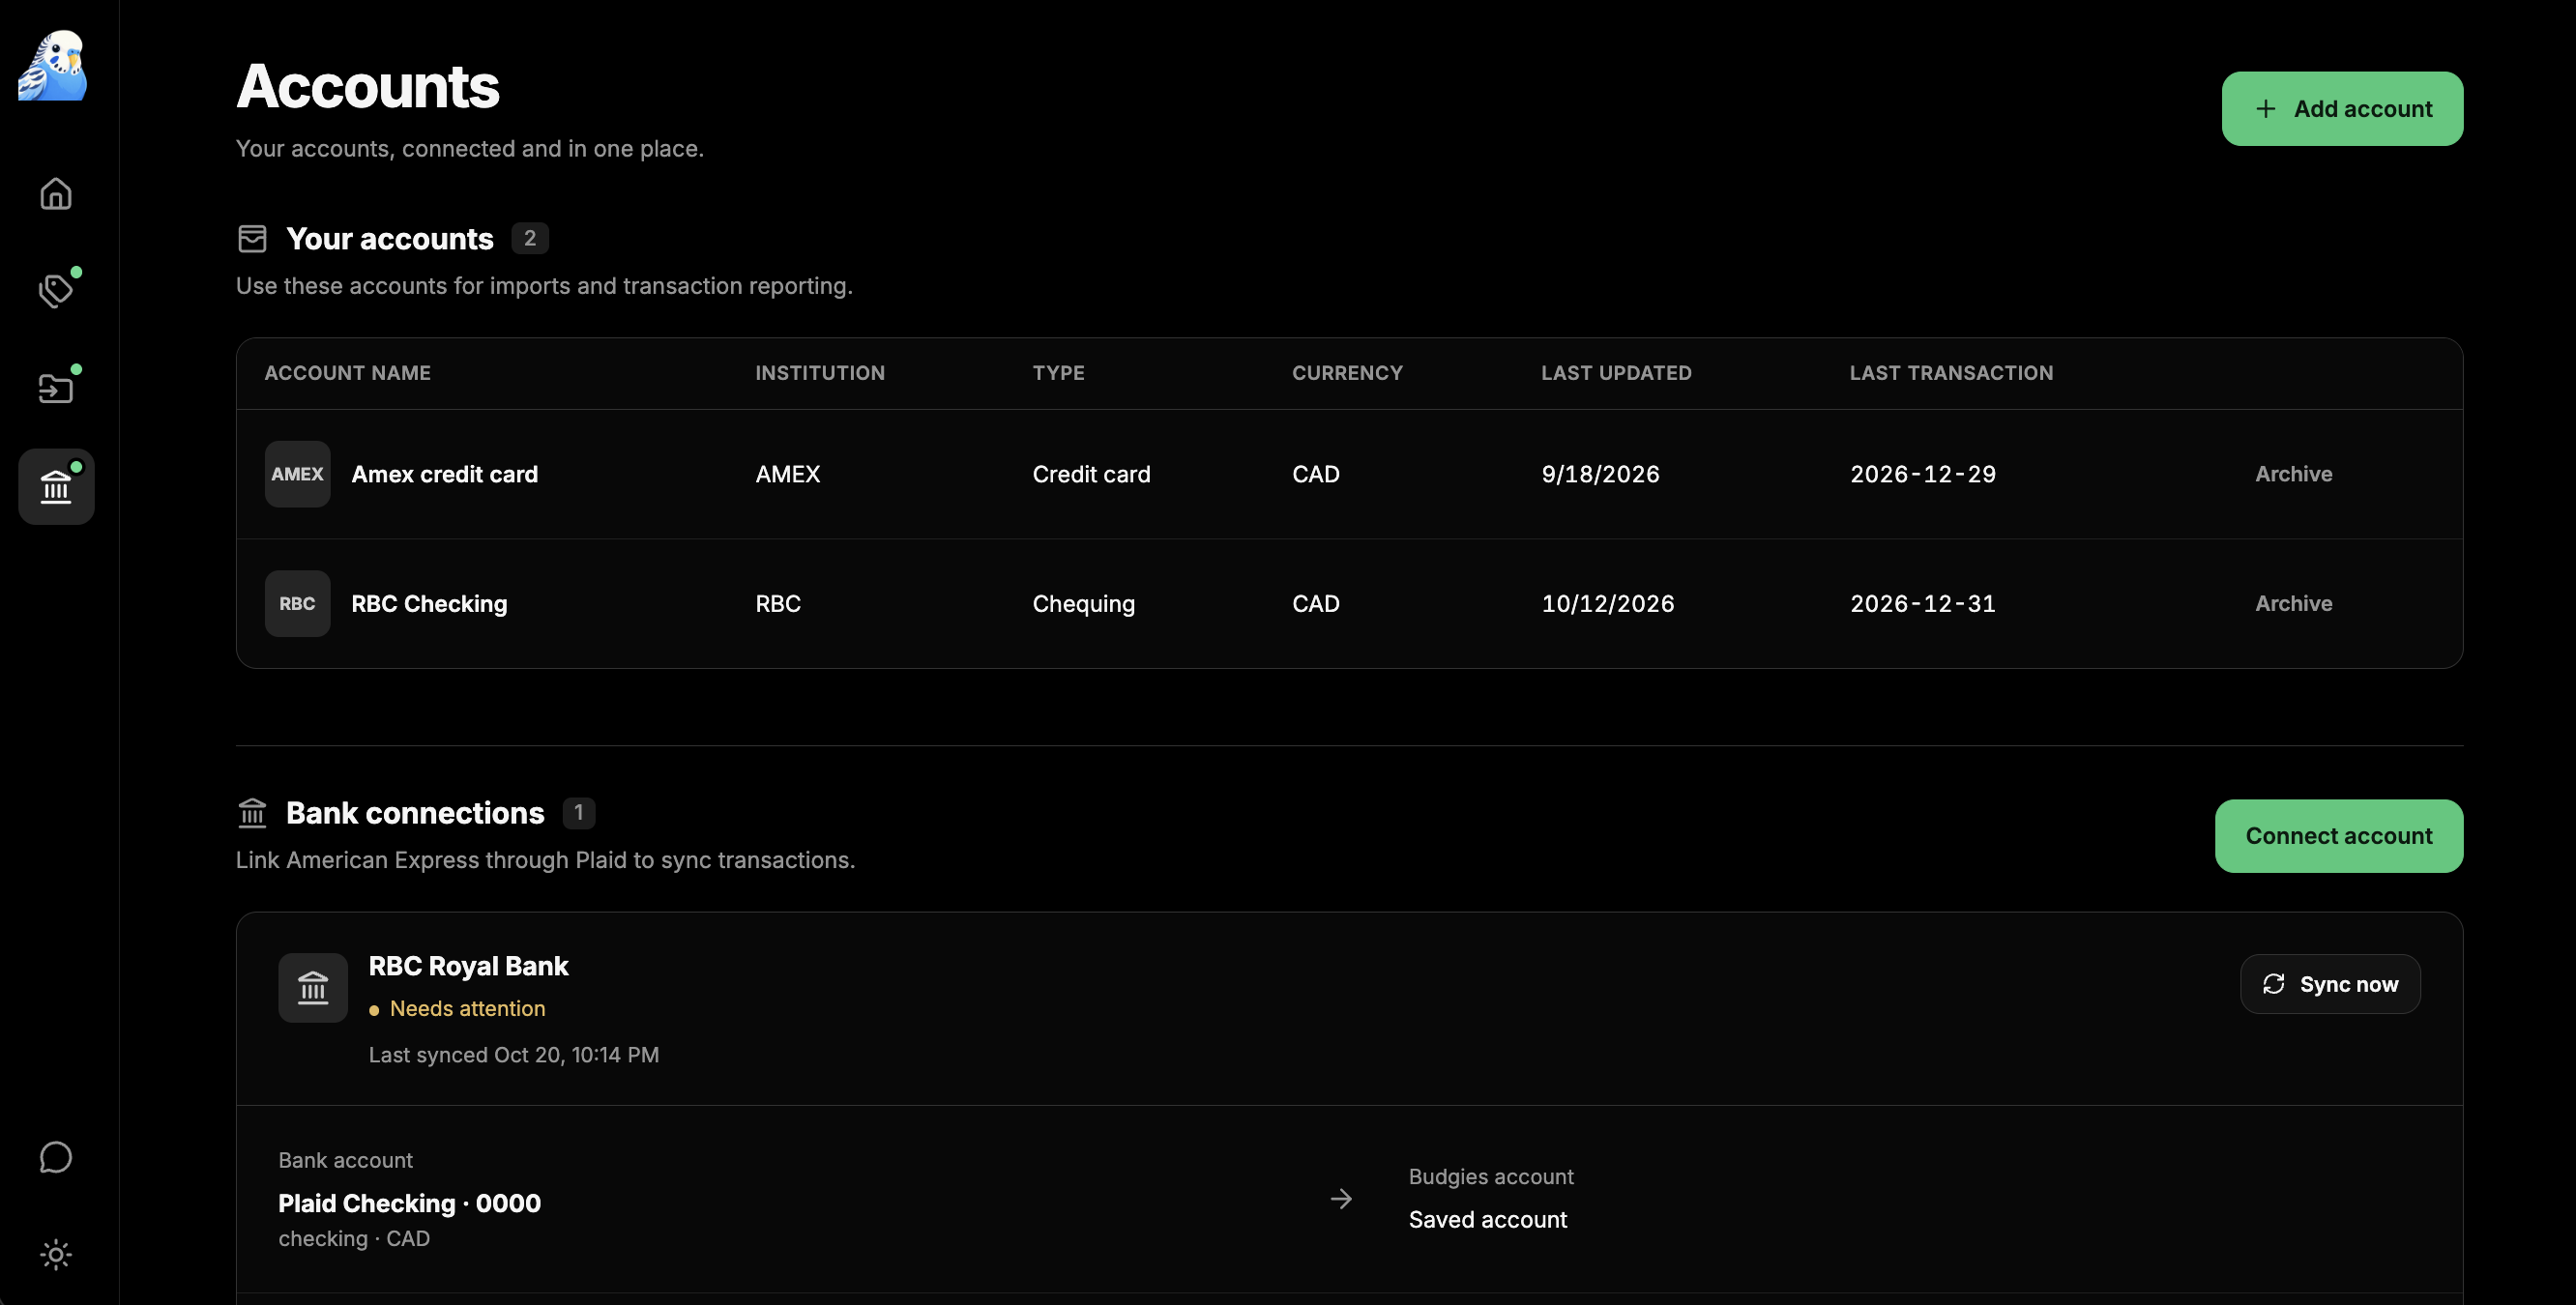 Accounts
Your accounts, connected and in one place.
+ Add account
Your accounts 2
Use these accounts for imports and transaction reporting.
ACCOUNT NAME INSTITUTION TYPE CURRENCY LAST UPDATED LAST TRANSACTION
AMEX Amex credit card AMEX Credit card CAD 9/18/2026 2026-12-29 Archive
RBC RBC Checking RBC Chequing CAD 10/12/2026 2026-12-31 Archive
Bank connections 1
Link American Express through Plaid to sync transactions.
Connect account
RBC Royal Bank
Needs attention
Last synced Oct 20, 10:14 PM
Sync now
Bank account
Plaid Checking · 0000
checking · CAD
Budgies account
Saved account